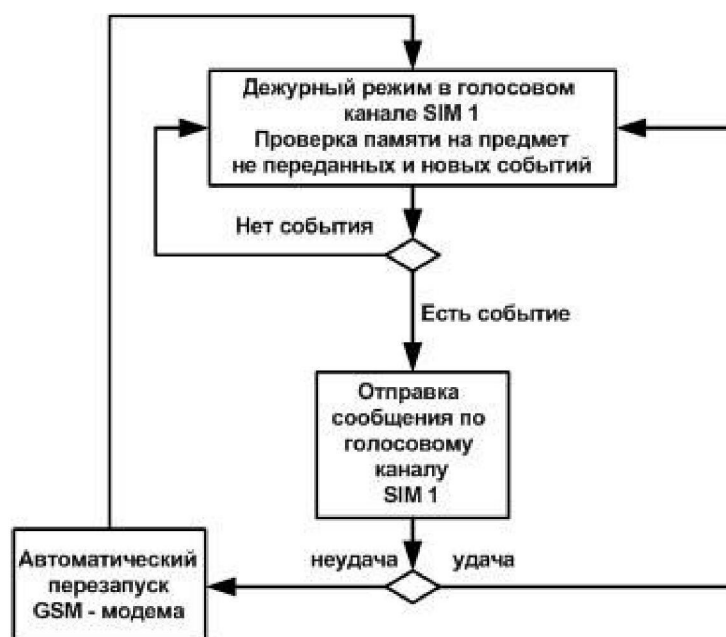 Дежурный режим в голосовом
канале SIM 1
Проверка памяти на предмет
не переданных и новых событий
Нет события
Есть событие
Отправка
сообщения по
голосовому
каналу
SIM 1
неудача
удача
Автоматический
перезапуск
GSM - модема